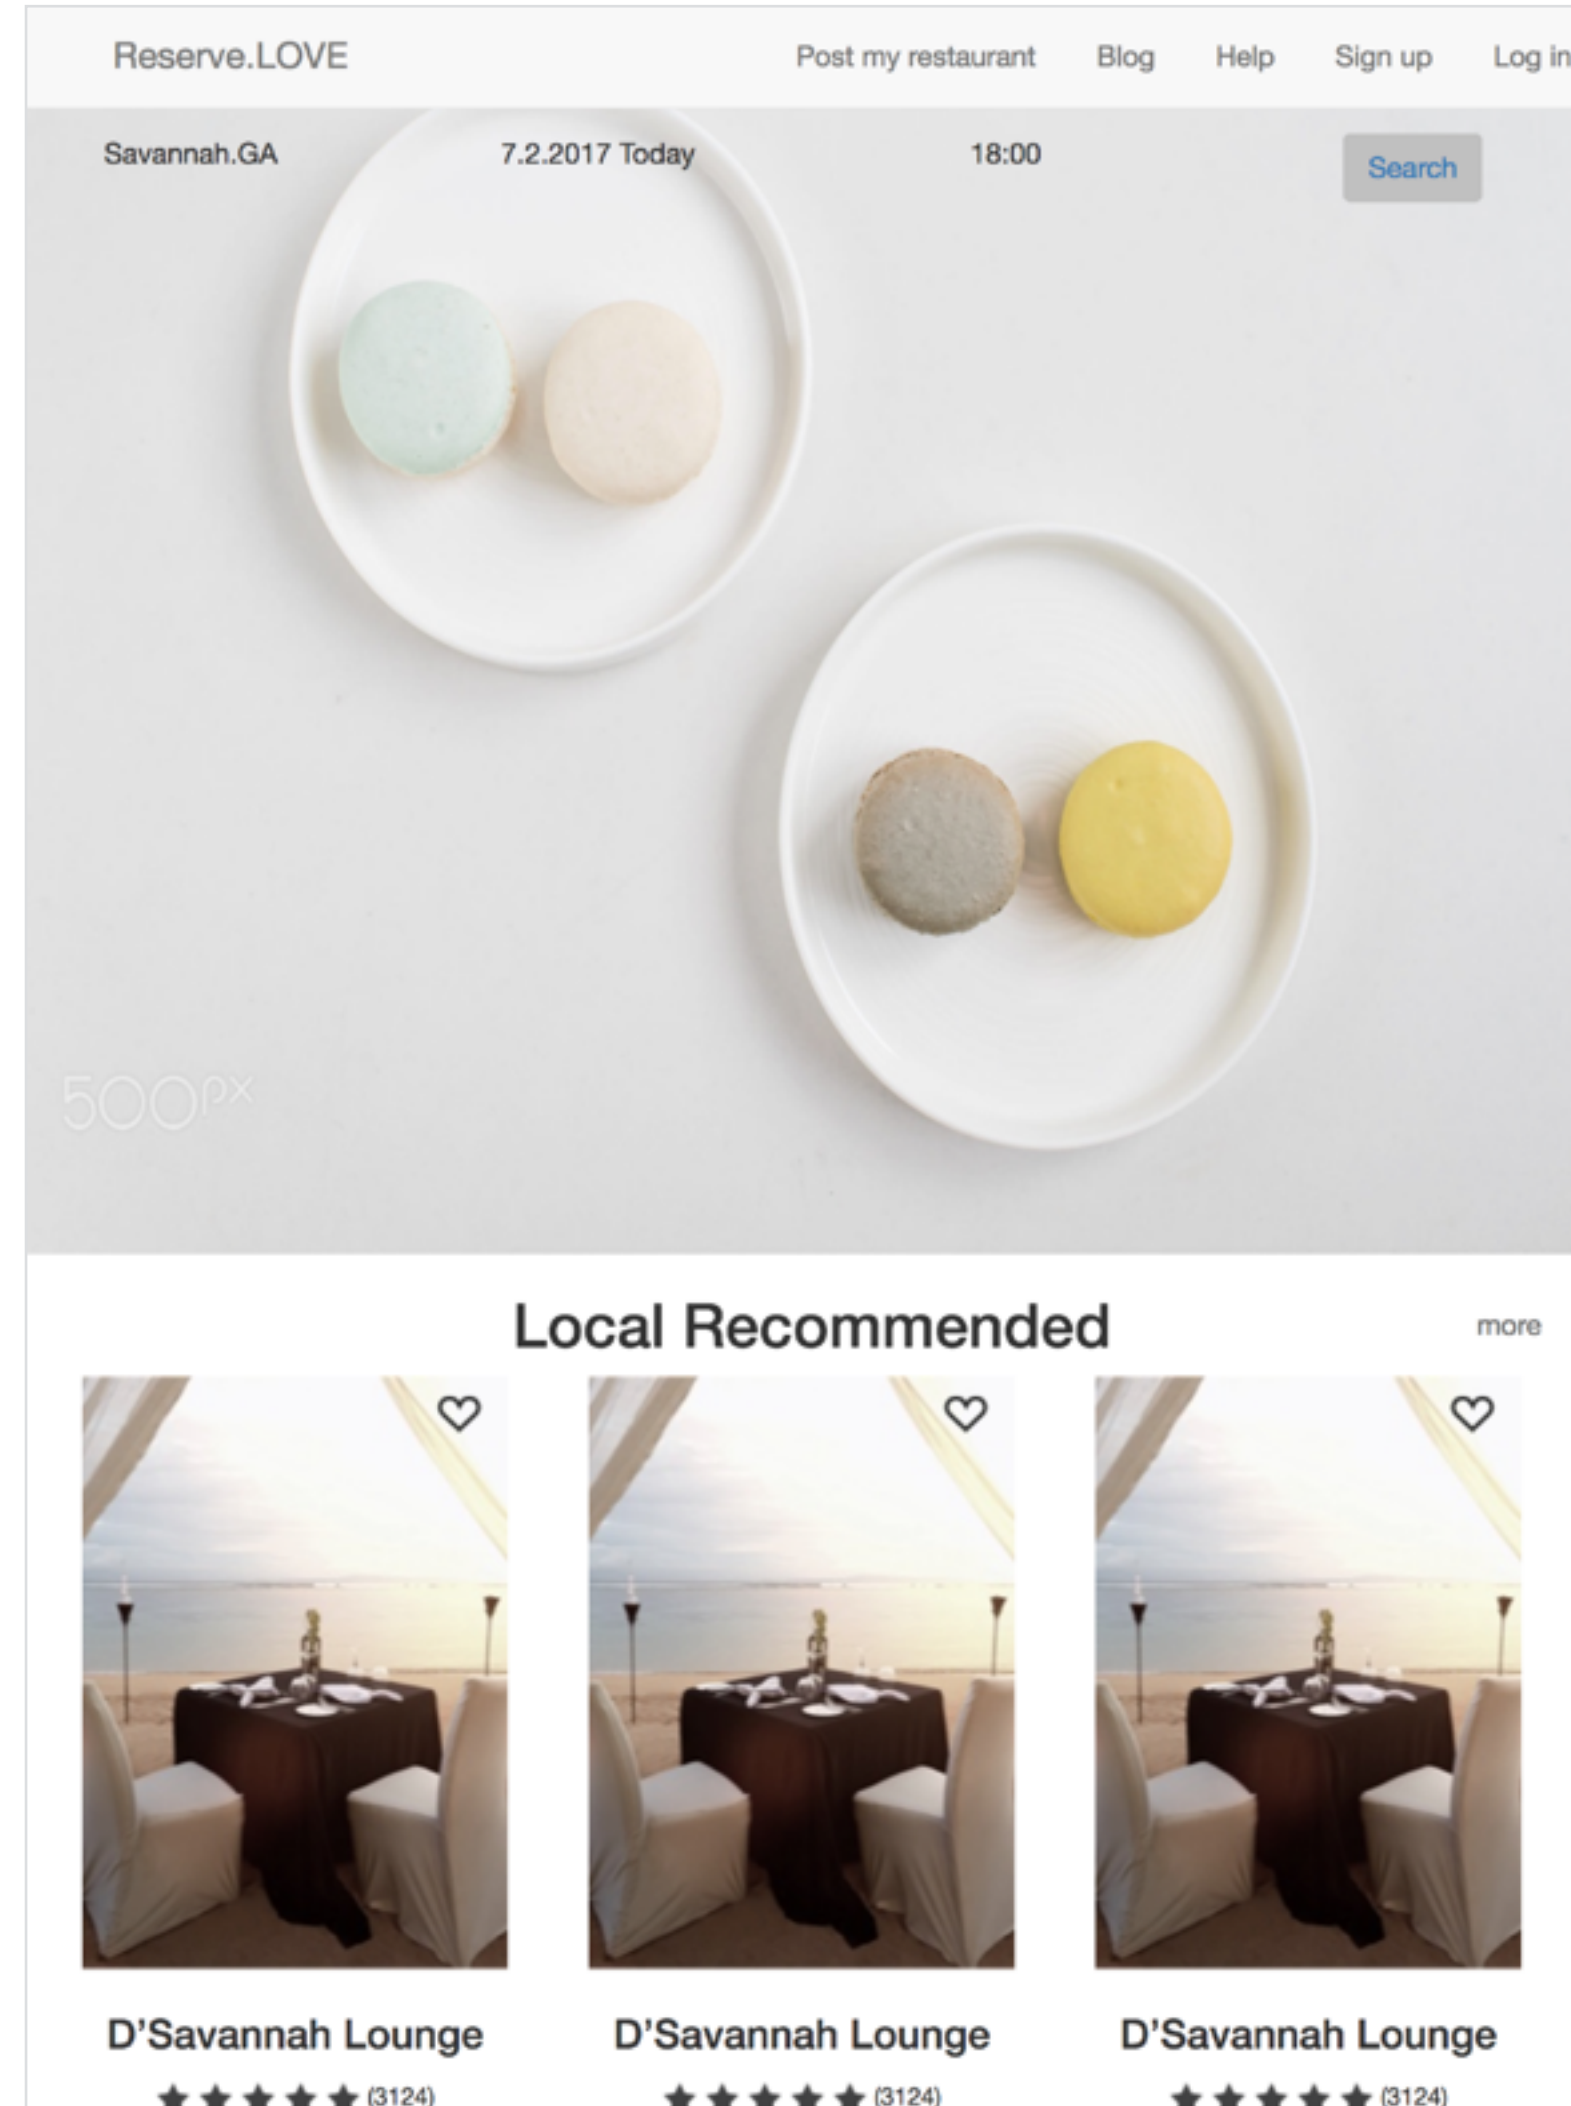 Reserve.LOVE Post my restaurant Blog Help Sign up Log in
Savannah.GA 7.2.2017 Today 18:00 Search
500px
Local Recommended more
D’Savannah Lounge D’Savannah Lounge D’Savannah Lounge
★ ★ ★ ★ ★ (3124) ★ ★ ★ ★ ★ (3124) ★ ★ ★ ★ ★ (3124)